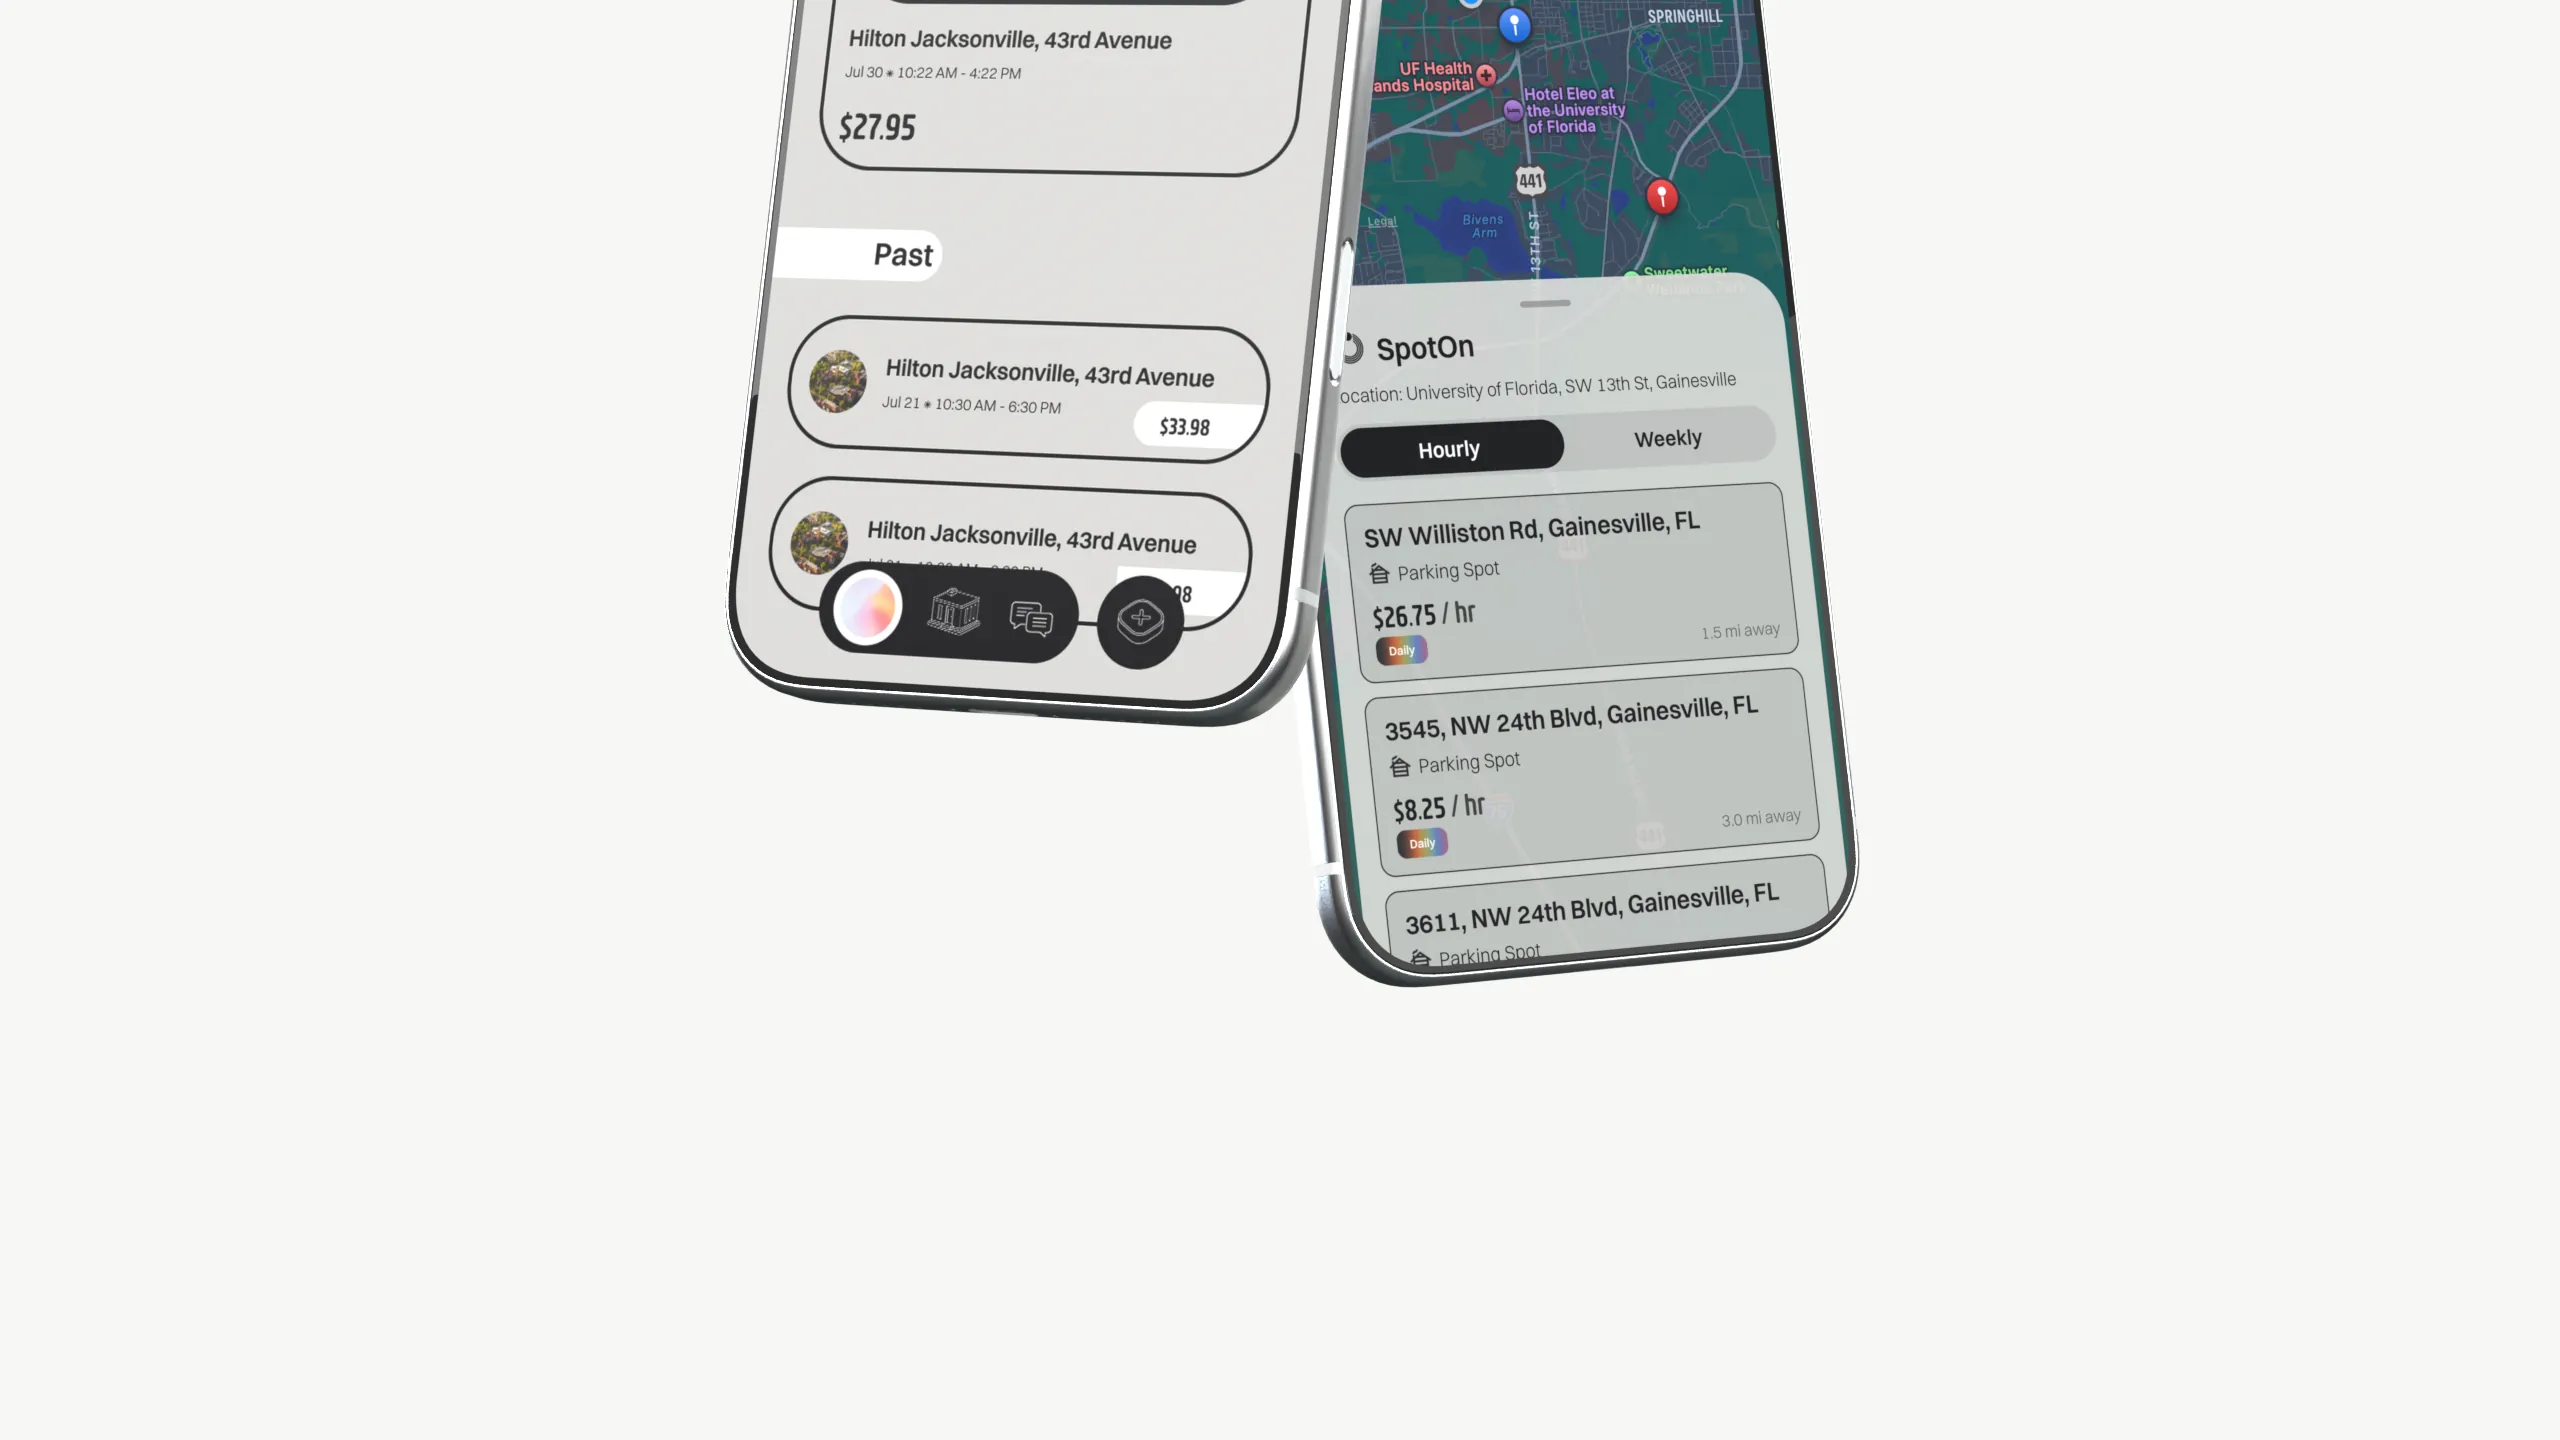 Hilton Jacksonville, 43rd Avenue
Jul 30 • 10:22 AM - 4:22 PM
$27.95
Past
Hilton Jacksonville, 43rd Avenue
Jul 21 • 10:30 AM - 6:30 PM
$33.98
Hilton Jacksonville, 43rd Avenue
98
SPRINGHILL
UF Health
ands Hospital
Hotel Eleo at
the University
of Florida
441
Legal
Bivens
Arm
13TH ST
Sweetwater
SpotOn
ocation: University of Florida, SW 13th St, Gainesville
Hourly
Weekly
SW Williston Rd, Gainesville, FL
441
Parking Spot
$26.75 / hr
Daily
1.5 mi away
3545, NW 24th Blvd, Gainesville, FL
Parking Spot
$8.25 / hr
75
Daily
441
3.0 mi away
3611, NW 24th Blvd, Gainesville, FL
Parking Spot